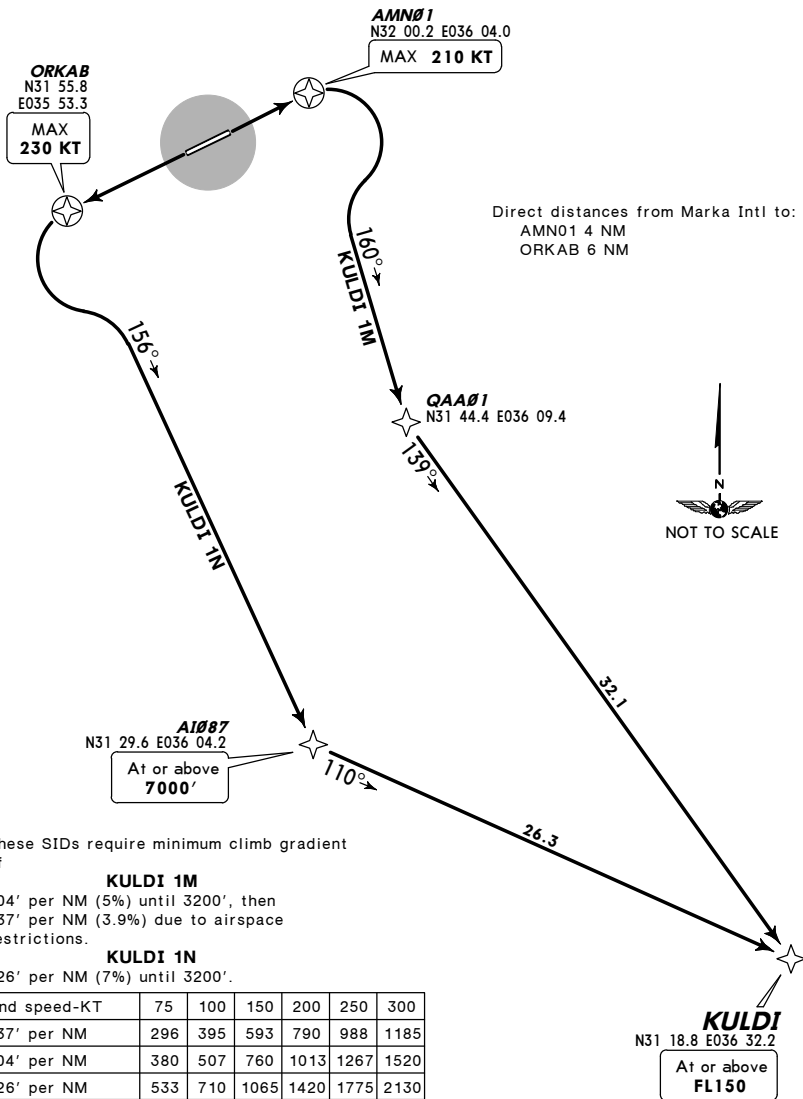 AMNØ1
N32 00.2 E036 04.0
MAX 210 KT
ORKAB
N31 55.8
E035 53.3
MAX
230 KT
Direct distances from Marka Intl to:
AMN01 4 NM
ORKAB 6 NM
160°
KULDI 1M
156°
KULDI 1N
QAAØ1
N31 44.4 E036 09.4
139°
N
NOT TO SCALE
32.1
AIØ87
N31 29.6 E036 04.2
At or above
7000'
110°
26.3
hese SIDs require minimum climb gradient
f
KULDI 1M
04' per NM (5%) until 3200', then
37' per NM (3.9%) due to airspace
estrictions.
KULDI 1N
26' per NM (7%) until 3200'.
nd speed-KT 75 100 150 200 250 300
37' per NM 296 395 593 790 988 1185
04' per NM 380 507 760 1013 1267 1520
26' per NM 533 710 1065 1420 1775 2130
KULDI
N31 18.8 E036 32.2
At or above
FL150